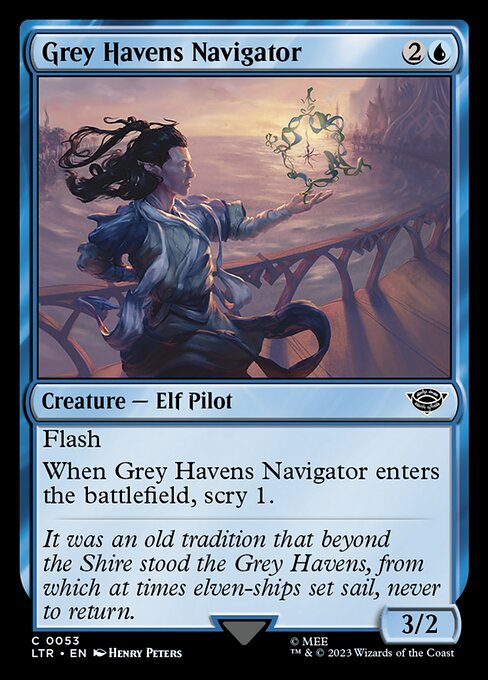 Grey Havens Navigator 2
Creature — Elf Pilot
Flash
When Grey Havens Navigator enters
the battlefield, scry 1.
It was an old tradition that beyond
the Shire stood the Grey Havens, from
which at times elven-ships set sail, never
to return.
3/2
C 0053
LTR • EN Henry Peters
© MEE
™ & © 2023 Wizards of the Coast